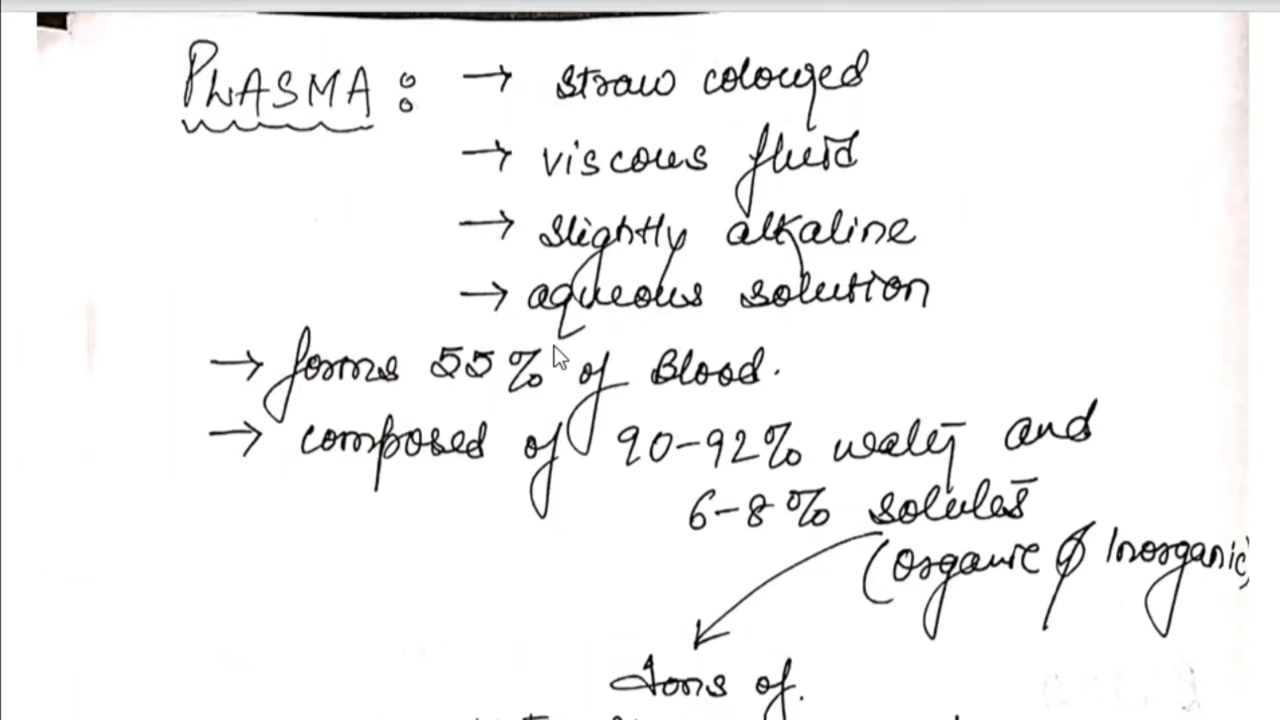 PLASMA : → straw coloured
→ viscous fluid
→ slightly alkaline
→ aqueous solution
→ forms 55% of Blood.
→ composed of 90-92% water and
6-8% solutes
(organic & Inorganic)
Ions of.